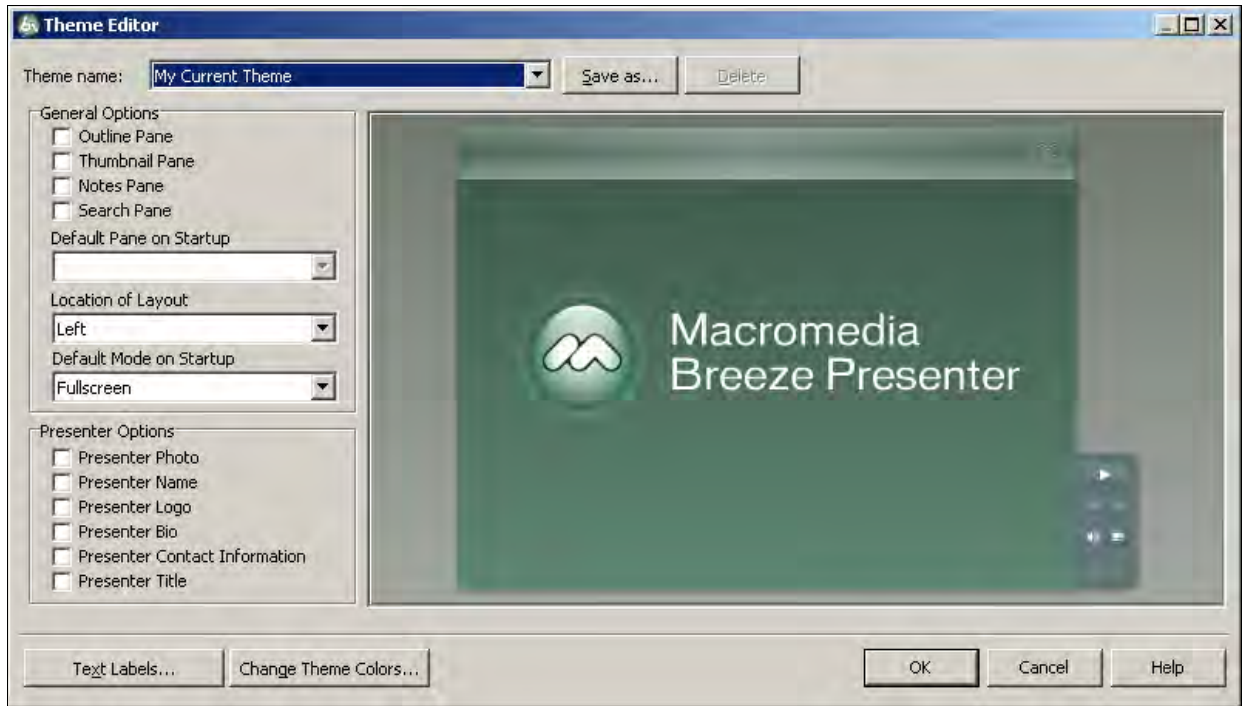 Theme Editor
Theme name: My Current Theme Save as... Delete
General Options
Outline Pane
Thumbnail Pane
Notes Pane
Search Pane
Default Pane on Startup
Location of Layout
Left
Default Mode on Startup
Fullscreen
Presenter Options
Presenter Photo
Presenter Name
Presenter Logo
Presenter Bio
Presenter Contact Information
Presenter Title
Macromedia
Breeze Presenter
Text Labels... Change Theme Colors... OK Cancel Help